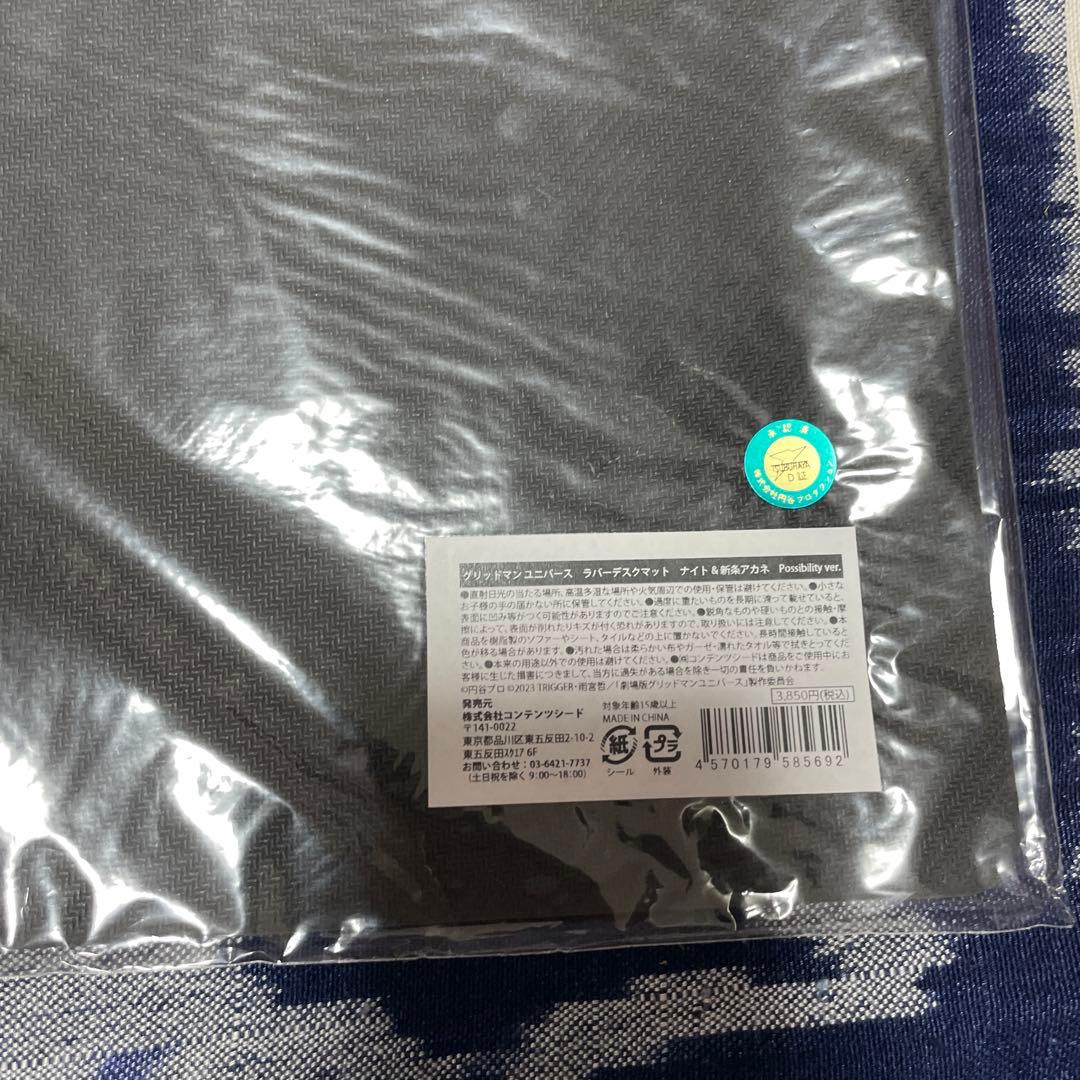 承認済
TSUBURAYA
D証
株式会社円谷プロダクション
グリッドマン ユニバース ラバーデスクマット ナイト＆新条アカネ Possibility ver.
●直射日光の当たる場所、高温多湿な場所や火気周辺での使用・保管は避けてください。●小さな
お子様の手の届かない所に保管してください。●過度に重たいものを長期に渡って載せていると、
表面に凹み等がつく可能性がありますのでご注意ください。●鋭角なものや硬いものとの接触・摩
擦によって、表面が削れたりキズが付く恐れがありますので、取り扱いには注意してください。●本
商品を樹脂製のソファーやシート、タイルなどの上に置かないでください。長時間接触していると
色が移る場合があります。●汚れた場合は柔らかい布やガーゼ・濡れたタオル等で拭きとってくだ
さい。●本来の用途以外での使用は避けてください。●㈱コンテンツシードは商品をご使用中にお
客様に生じた損害につきまして、当方に過失がある場合を除き一切の責任を負いかねます。
©円谷プロ ©2023 TRIGGER・雨宮哲／「劇場版グリッドマンユニバース」製作委員会
3,850円(税込)
発売元
株式会社コンテンツシード
〒141-0022
東京都品川区東五反田2-10-2
東五反田ｽｸｴｱ 6F
お問い合わせ：03-6421-7737
（土日祝を除く 9:00～18:00）
対象年齢15歳以上
MADE IN CHINA
紙
シール
プラ
外装
4 570179 585692